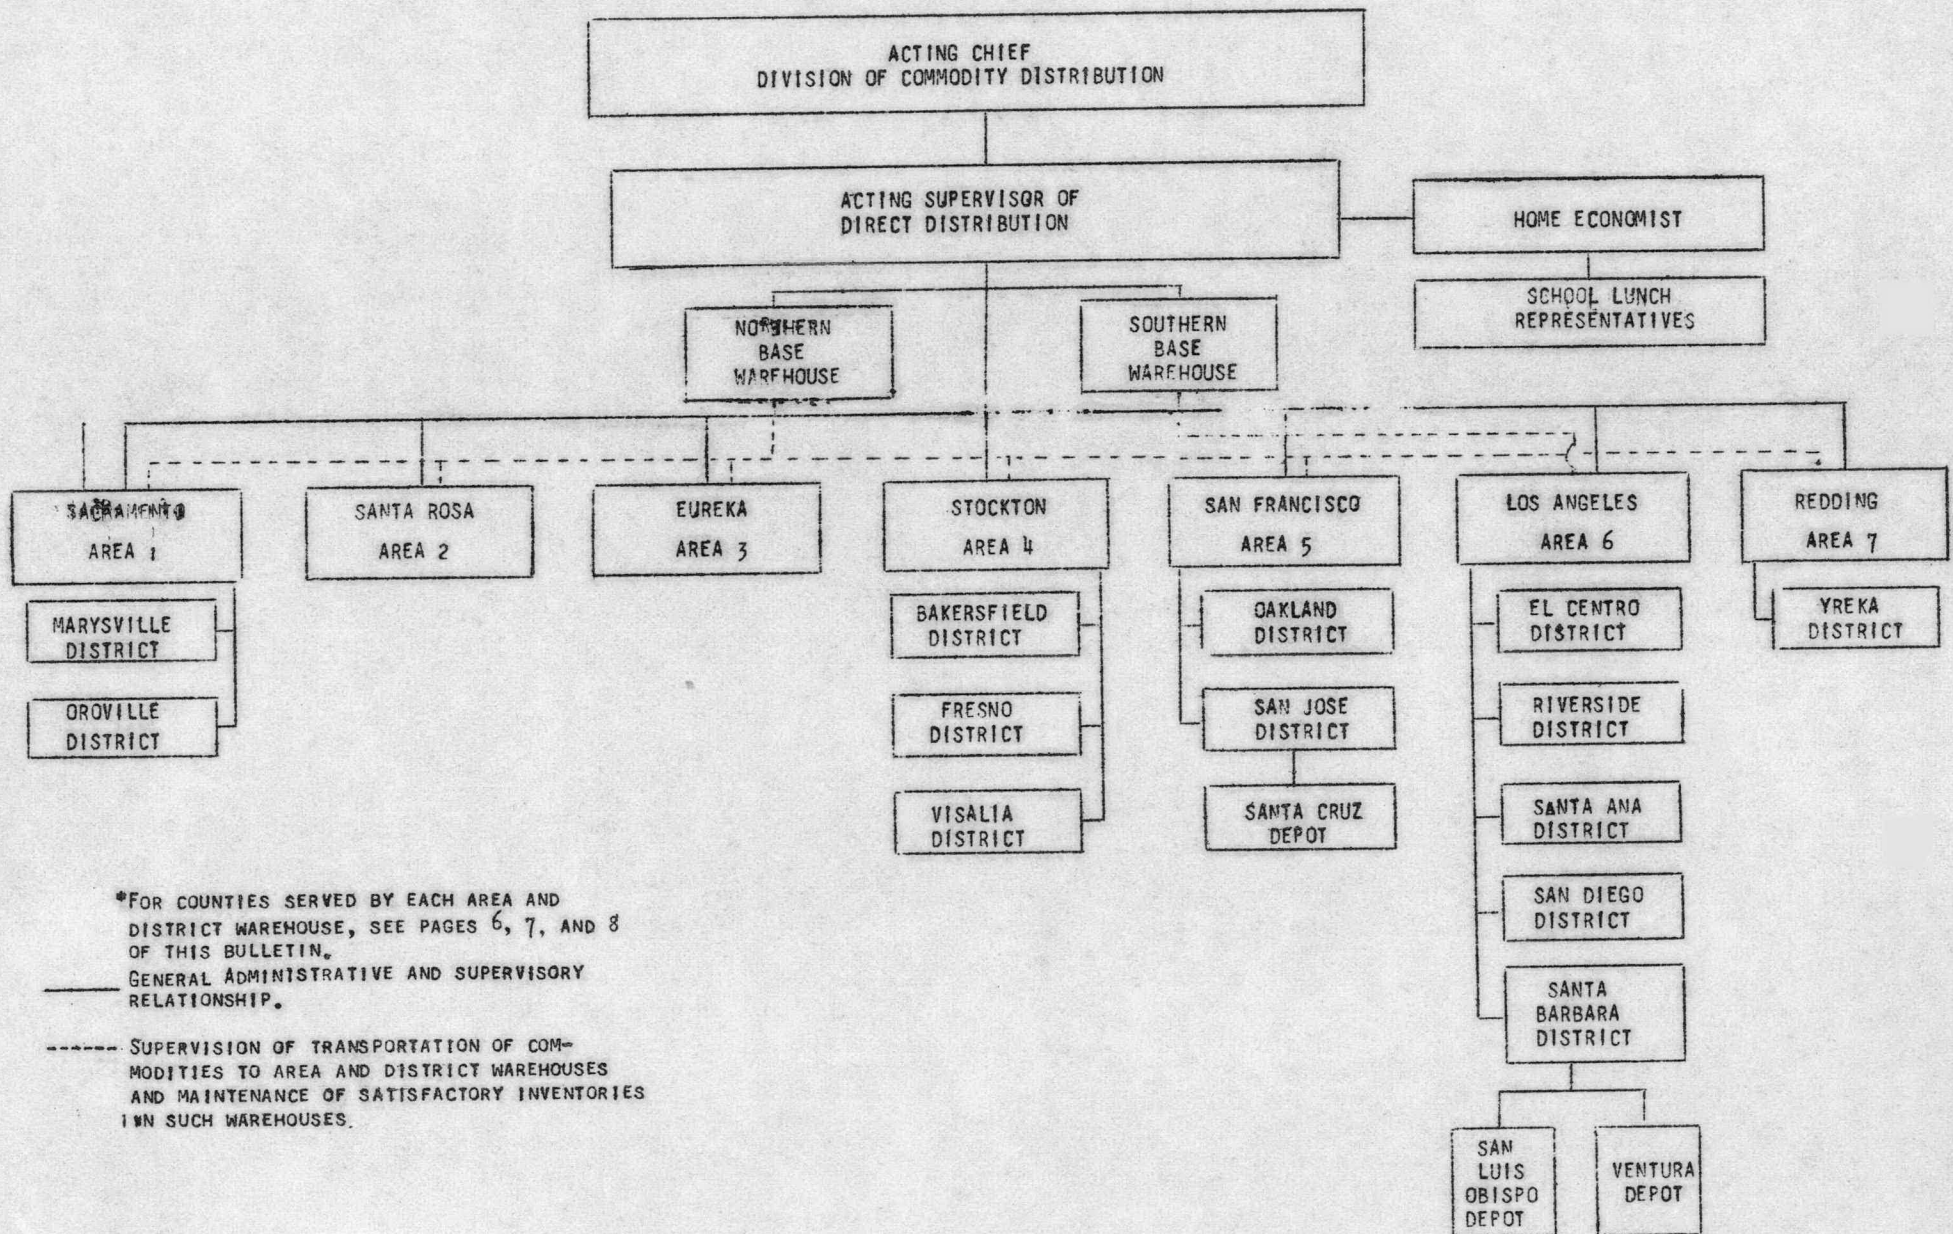 ACTING CHIEF
DIVISION OF COMMODITY DISTRIBUTION
ACTING SUPERVISOR OF
DIRECT DISTRIBUTION
HOME ECONOMIST
SCHOOL LUNCH
REPRESENTATIVES
NORTHERN
BASE
WAREHOUSE
SOUTHERN
BASE
WAREHOUSE
SACRAMENTO
AREA 1
SANTA ROSA
AREA 2
EUREKA
AREA 3
STOCKTON
AREA 4
SAN FRANCISCO
AREA 5
LOS ANGELES
AREA 6
REDDING
AREA 7
MARYSVILLE
DISTRICT
OROVILLE
DISTRICT
BAKERSFIELD
DISTRICT
FRESNO
DISTRICT
VISALIA
DISTRICT
OAKLAND
DISTRICT
SAN JOSE
DISTRICT
SANTA CRUZ
DEPOT
EL CENTRO
DISTRICT
RIVERSIDE
DISTRICT
SANTA ANA
DISTRICT
SAN DIEGO
DISTRICT
SANTA
BARBARA
DISTRICT
SAN
LUIS
OBISPO
DEPOT
VENTURA
DEPOT
YREKA
DISTRICT
*FOR COUNTIES SERVED BY EACH AREA AND
DISTRICT WAREHOUSE, SEE PAGES 6, 7, AND 8
OF THIS BULLETIN.
GENERAL ADMINISTRATIVE AND SUPERVISORY
RELATIONSHIP.
SUPERVISION OF TRANSPORTATION OF COM-
MODITIES TO AREA AND DISTRICT WAREHOUSES
AND MAINTENANCE OF SATISFACTORY INVENTORIES
IN SUCH WAREHOUSES.